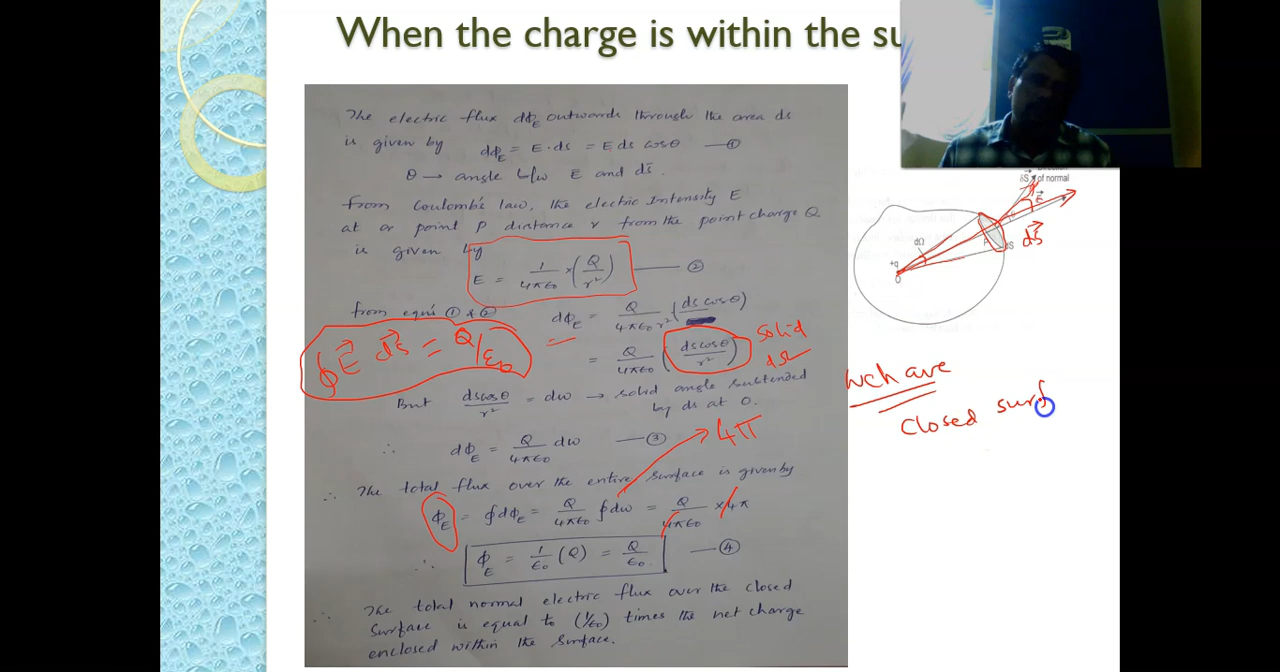 When the charge is within the su
The electric flux dϕE outwards through the area ds
is given by dϕE = E·ds = E ds cosθ —①
θ → angle b/w E and ds̄.
from Coulomb's law, the electric Intensity E
at or point P distance r from the point charge Q
is given by
E = 1/4πϵ0 × (Q/r²) —②
from equn's ① & ② dϕE = Q/4πϵ0 r² (ds cosθ)
= Q/4πϵ0 (ds cosθ/r²)
solid
∮E⃗ ds⃗ = Q/ϵ0 =
But ds cosθ/r² = dω → solid angle subtended
by ds at O.
∴ dϕE = Q/4πϵ0 dω —③
4π
∴ The total flux over the entire surface is given by
ϕE = ∮dϕE = Q/4πϵ0 ∮dω = Q/4πϵ0 × 4π
∴ ϕE = 1/ϵ0 (Q) = Q/ϵ0. —④
∴ The total normal electric flux over the closed
surface is equal to (1/ϵ0) times the net charge
enclosed within the surface.
δS of normal
E
ds⃗
dΩ
P
dS
+q
O
closed surf